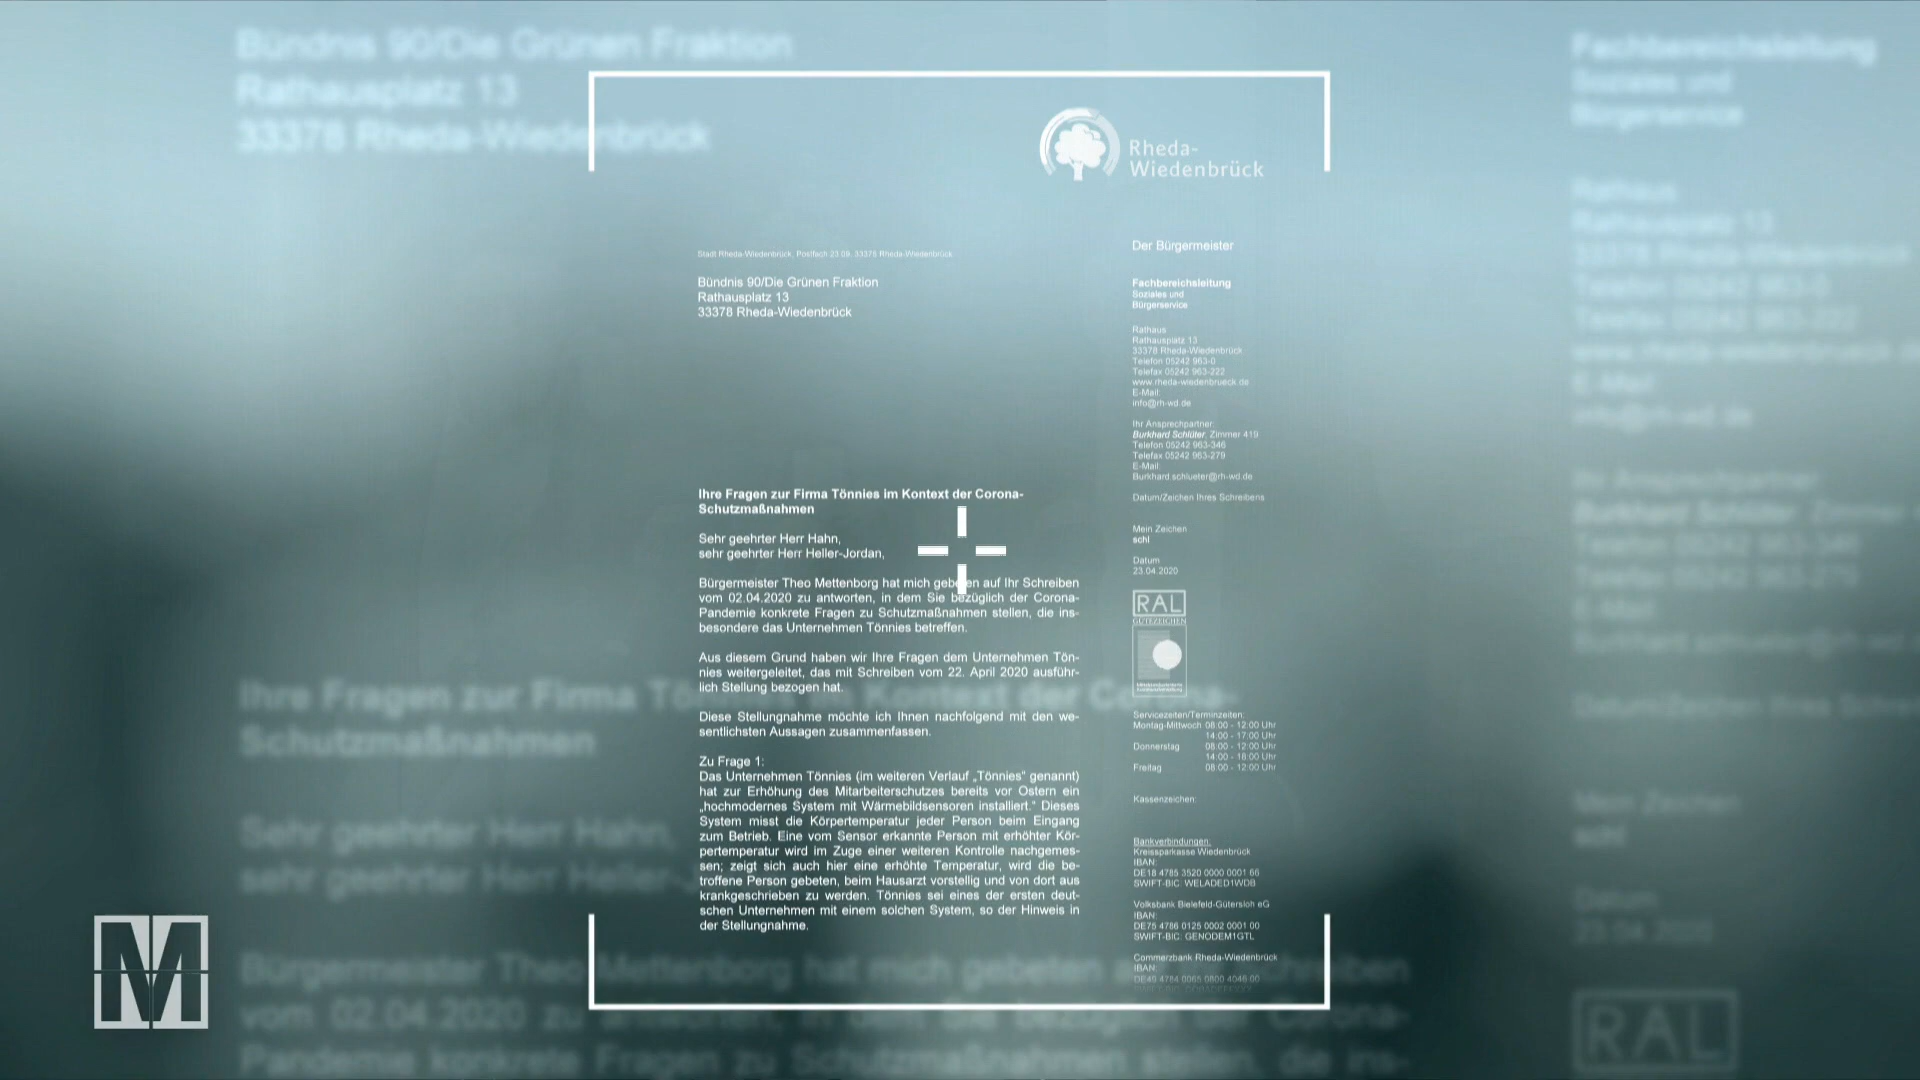 Rheda-
Wiedenbrück
Stadt Rheda-Wiedenbrück, Postfach 23 09, 33375 Rheda-Wiedenbrück
Bündnis 90/Die Grünen Fraktion
Rathausplatz 13
33378 Rheda-Wiedenbrück
Ihre Fragen zur Firma Tönnies im Kontext der Corona-
Schutzmaßnahmen
Sehr geehrter Herr Hahn,
sehr geehrter Herr Heller-Jordan,
Bürgermeister Theo Mettenborg hat mich gebeten auf Ihr Schreiben
vom 02.04.2020 zu antworten, in dem Sie bezüglich der Corona-
Pandemie konkrete Fragen zu Schutzmaßnahmen stellen, die ins-
besondere das Unternehmen Tönnies betreffen.
Aus diesem Grund haben wir Ihre Fragen dem Unternehmen Tön-
nies weitergeleitet, das mit Schreiben vom 22. April 2020 ausführ-
lich Stellung bezogen hat.
Diese Stellungnahme möchte ich Ihnen nachfolgend mit den we-
sentlichsten Aussagen zusammenfassen.
Zu Frage 1:
Das Unternehmen Tönnies (im weiteren Verlauf „Tönnies“ genannt)
hat zur Erhöhung des Mitarbeiterschutzes bereits vor Ostern ein
„hochmodernes System mit Wärmebildsensoren installiert.“ Dieses
System misst die Körpertemperatur jeder Person beim Eingang
zum Betrieb. Eine vom Sensor erkannte Person mit erhöhter Kör-
pertemperatur wird im Zuge einer weiteren Kontrolle nachgemes-
sen; zeigt sich auch hier eine erhöhte Temperatur, wird die be-
troffene Person gebeten, beim Hausarzt vorstellig und von dort aus
krankgeschrieben zu werden. Tönnies sei eines der ersten deut-
schen Unternehmen mit einem solchen System, so der Hinweis in
der Stellungnahme.
Der Bürgermeister
Fachbereichsleitung
Soziales und
Bürgerservice
Rathaus
Rathausplatz 13
33378 Rheda-Wiedenbrück
Telefon 05242 963-0
Telefax 05242 963-222
www.rheda-wiedenbrueck.de
E-Mail:
info@rh-wd.de
Ihr Ansprechpartner:
Burkhard Schlüter, Zimmer 419
Telefon 05242 963-346
Telefax 05242 963-279
E-Mail:
Burkhard.schlueter@rh-wd.de
Datum/Zeichen Ihres Schreibens
Mein Zeichen
schl
Datum
23.04.2020
RAL
GÜTEZEICHEN
Servicezeiten/Terminzeiten:
Montag-Mittwoch 08:00 - 12:00 Uhr
14:00 - 17:00 Uhr
Donnerstag 08:00 - 12:00 Uhr
14:00 - 18:00 Uhr
Freitag 08:00 - 12:00 Uhr
Kassenzeichen:
Bankverbindungen:
Kreissparkasse Wiedenbrück
IBAN:
DE18 4785 3520 0000 0001 66
SWIFT-BIC: WELADED1WDB
Volksbank Bielefeld-Gütersloh eG
IBAN:
DE75 4786 0125 0002 0001 00
SWIFT-BIC: GENODEM1GTL
Commerzbank Rheda-Wiedenbrück
IBAN:
M